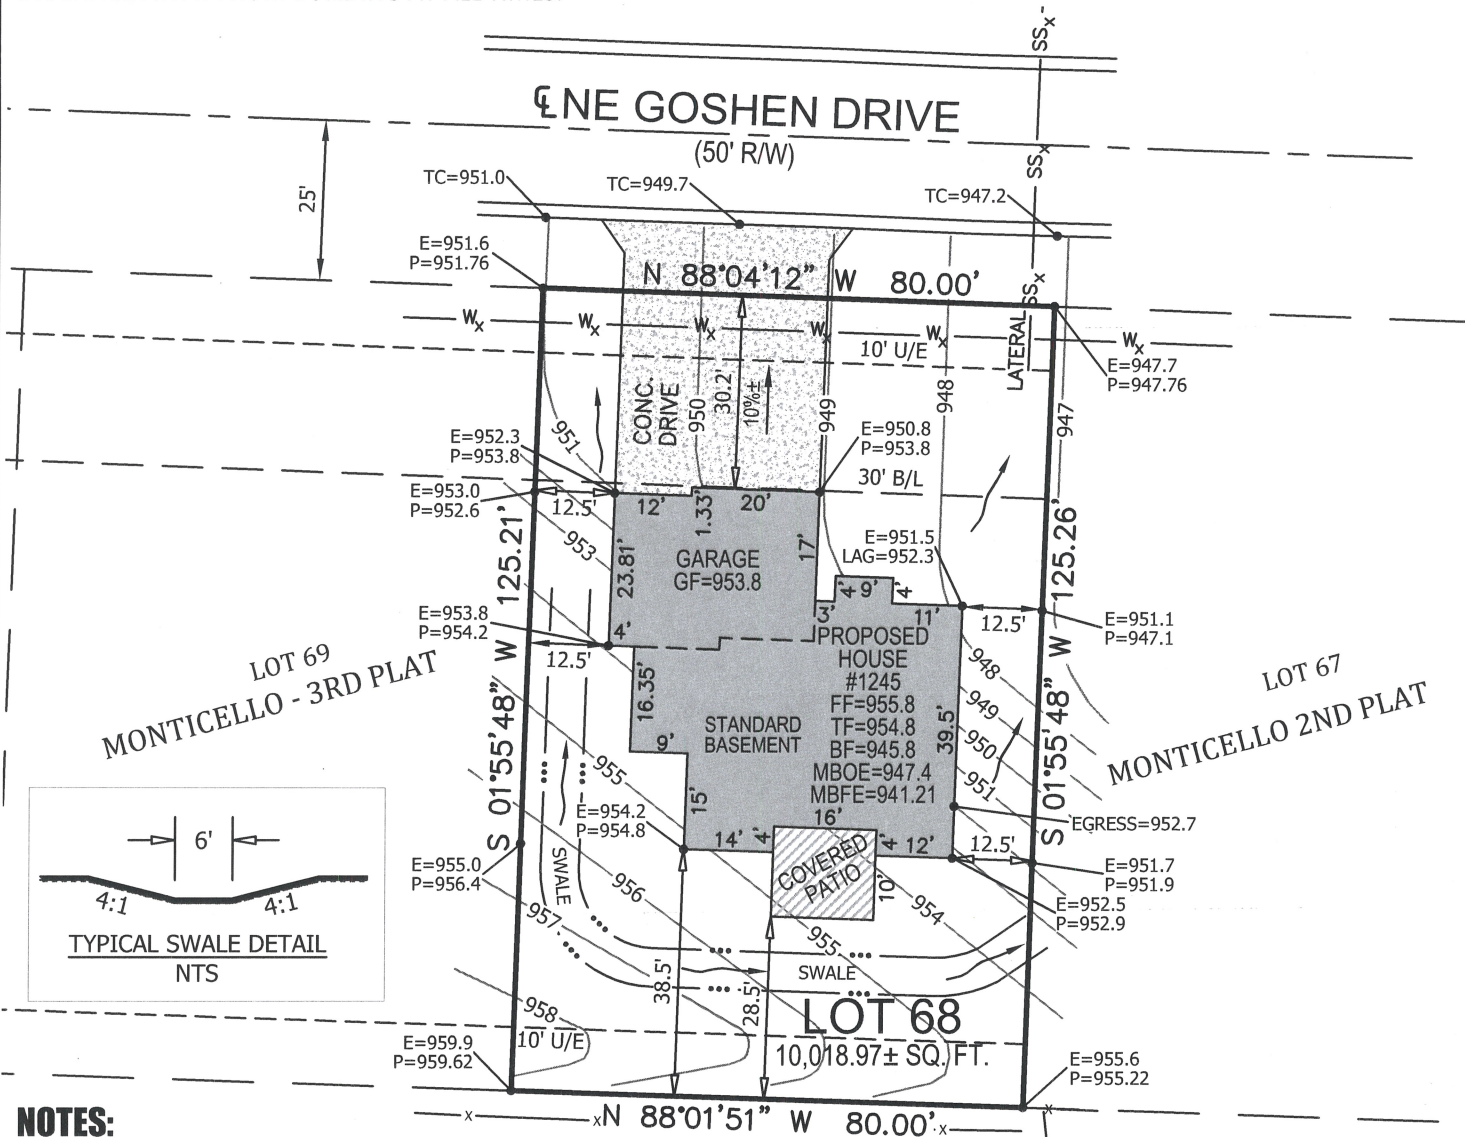 SSx
℄ NE GOSHEN DRIVE
(50' R/W)
SSx
25'
TC=951.0
TC=949.7
TC=947.2
E=951.6
P=951.76
N 88°04'12" W 80.00'
SSx
Wx Wx Wx Wx Wx Wx
10' U/E
LATERAL
E=947.7
P=947.76
CONC.
DRIVE
950
30.2'
10%±
949
948
947
951
E=952.3
P=953.8
E=950.8
P=953.8
30' B/L
E=953.0
P=952.6
12.5'
12'
1.33'
20'
953
23.81'
GARAGE
GF=953.8
17'
E=951.5
LAG=952.3
4' 9' 4'
3'
11'
12.5'
E=951.1
P=947.1
S 01°55'48" W 125.21'
S 01°55'48" W 125.26'
E=953.8
P=954.2
4'
12.5'
LOT 69
MONTICELLO - 3RD PLAT
LOT 67
MONTICELLO 2ND PLAT
16.35'
9'
STANDARD
BASEMENT
PROPOSED
HOUSE
#1245
FF=955.8
TF=954.8
BF=945.8
MBOE=947.4
MBFE=941.21
39.5'
948
949
950
951
955
15'
E=954.2
P=954.8
14'
4'
16'
4'
12'
EGRESS=952.7
12.5'
E=951.7
P=951.9
E=952.5
P=952.9
COVERED
PATIO
10'
954
E=955.0
P=956.4
SWALE
956
957
955
6'
4:1
4:1
TYPICAL SWALE DETAIL
NTS
38.5'
28.5'
SWALE
LOT 68
10,018.97± SQ. FT.
958
10' U/E
E=959.9
P=959.62
E=955.6
P=955.22
x x N 88°01'51" W 80.00' x x
NOTES: